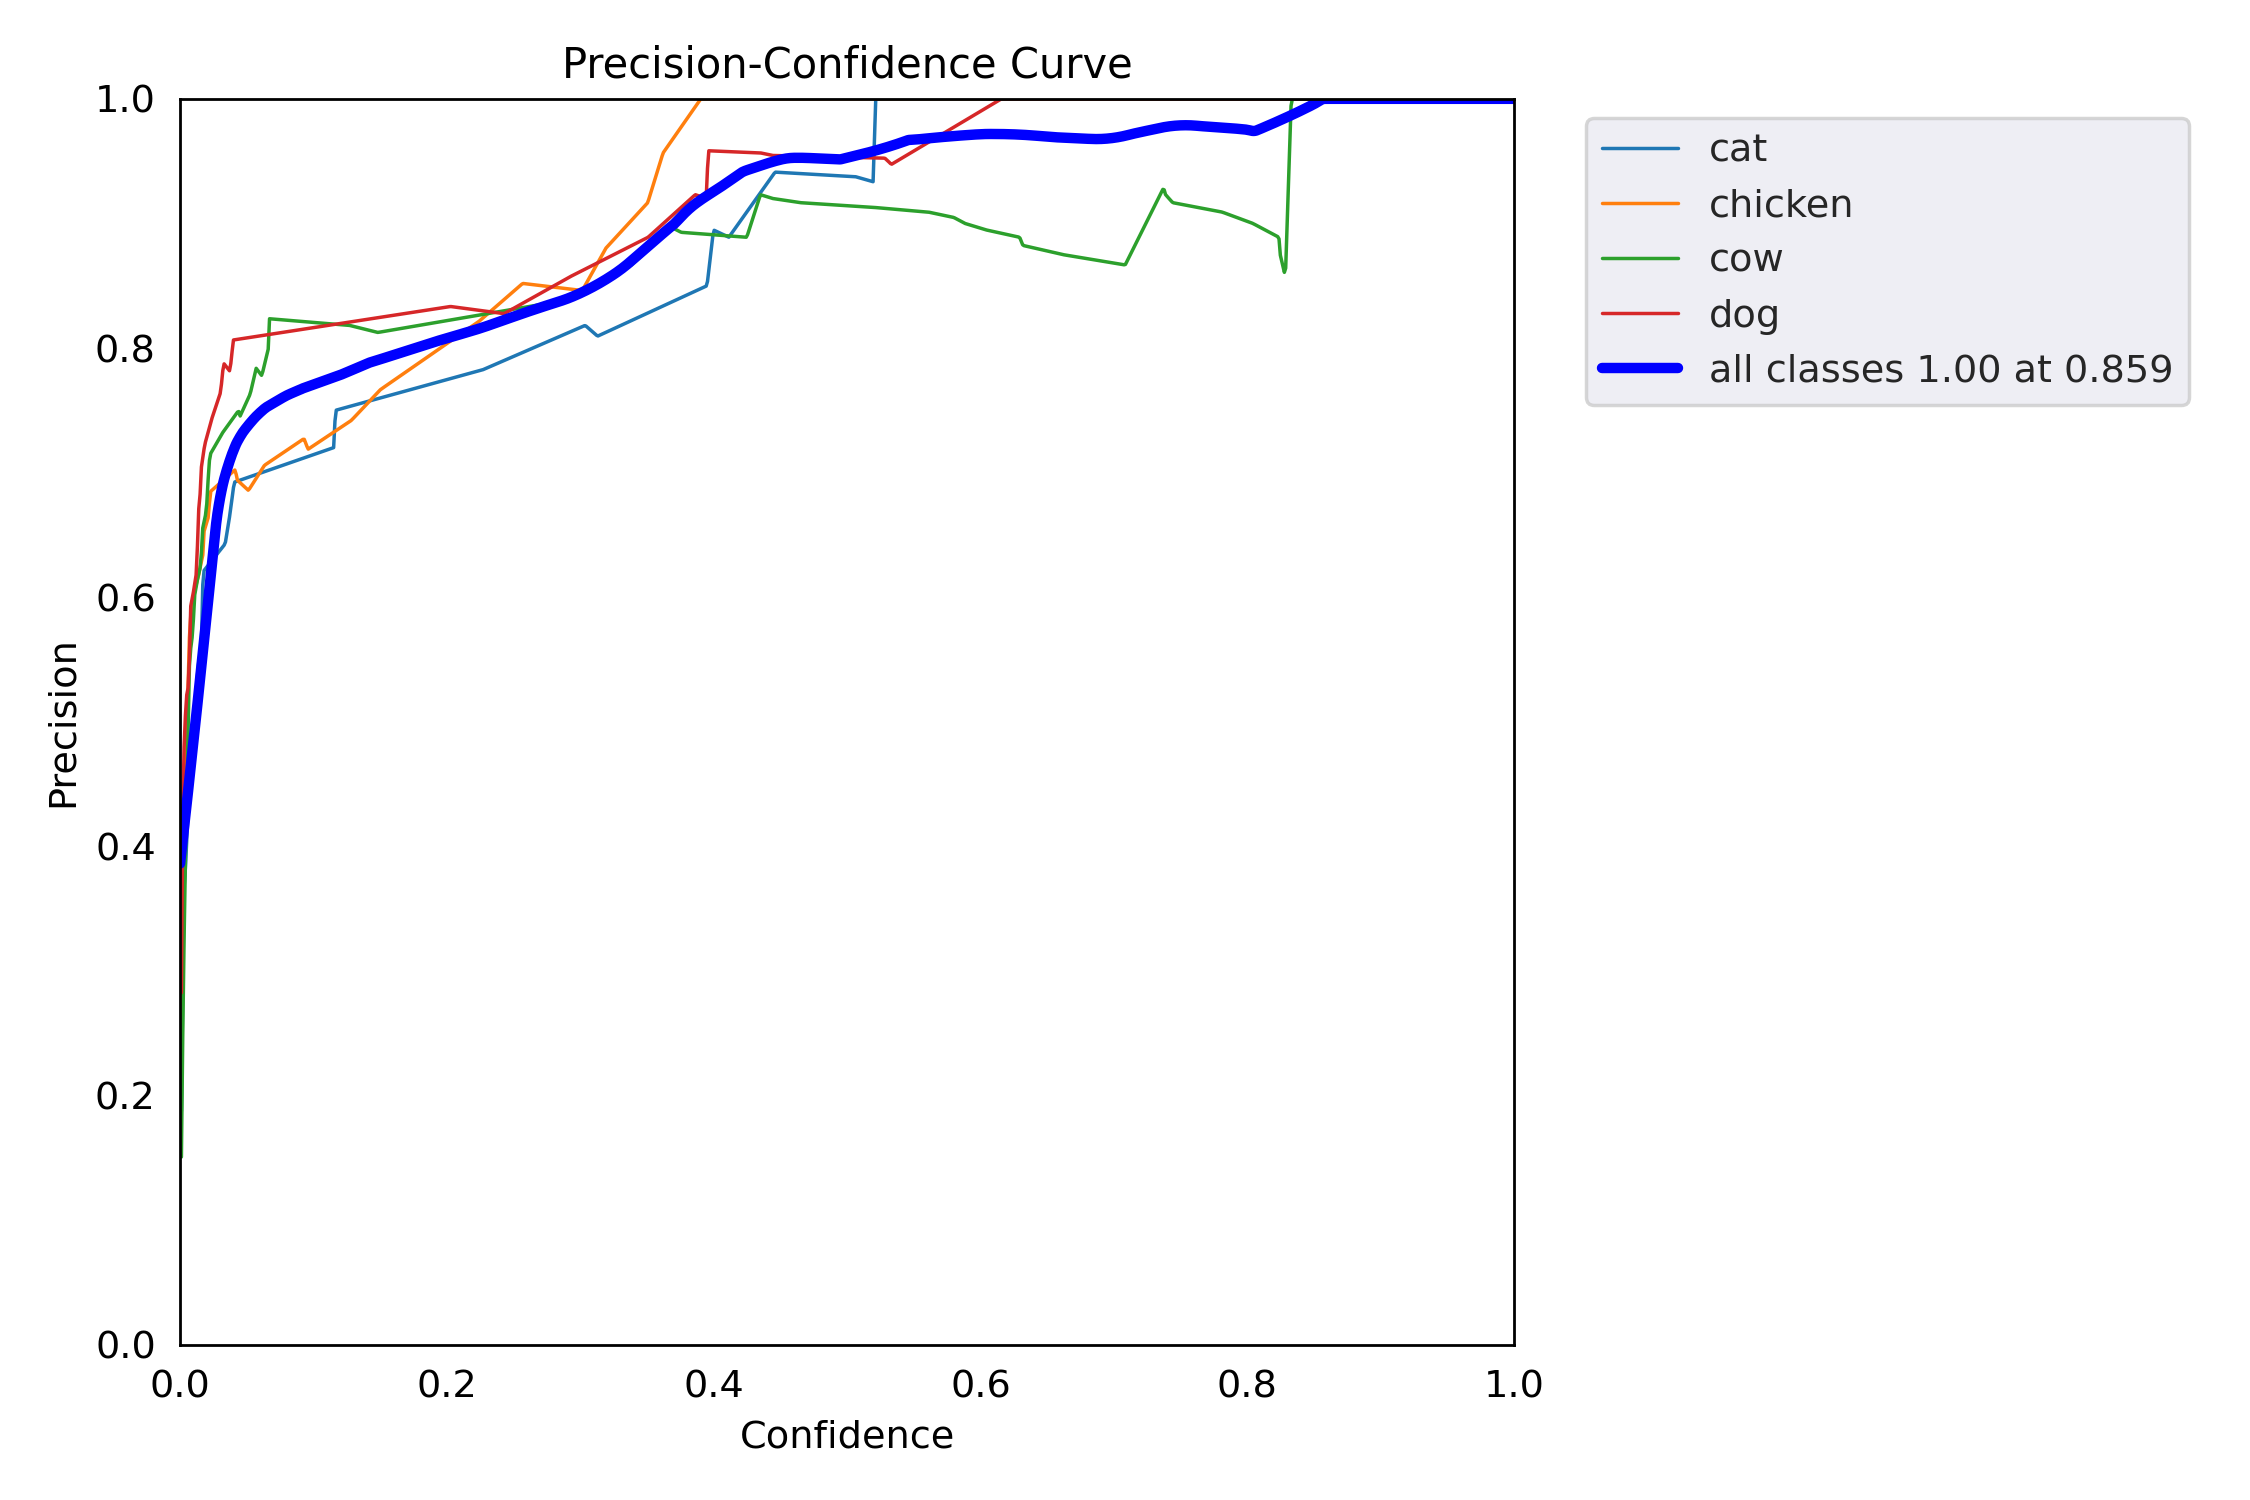 Precision-Confidence Curve
1.0
0.8
0.6
0.4
0.2
0.0
Precision
0.0 0.2 0.4 0.6 0.8 1.0
Confidence
cat
chicken
cow
dog
all classes 1.00 at 0.859